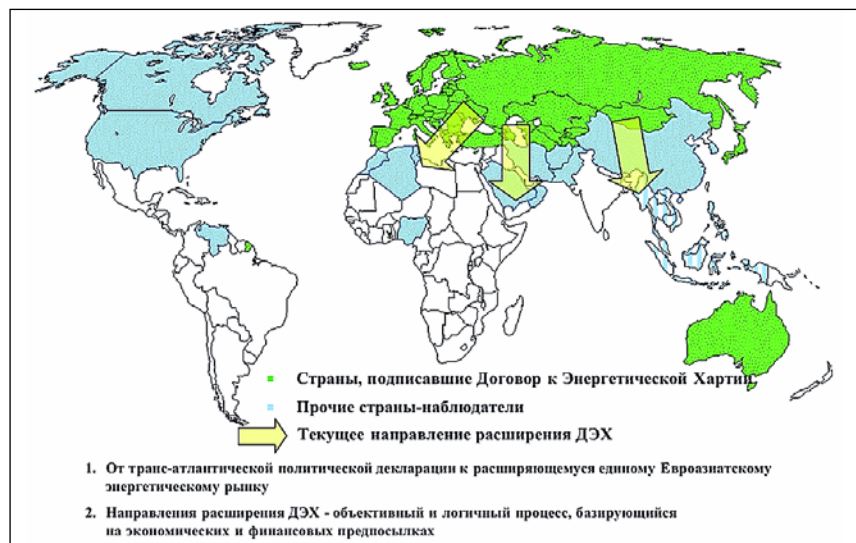 Страны, подписавшие Договор к Энергетической Хартии
Прочие страны-наблюдатели
Текущее направление расширения ДЭХ
1. От транс-атлантической политической декларации к расширяющемуся единому Евроазиатскому
энергетическому рынку
2. Направления расширения ДЭХ - объективный и логичный процесс, базирующийся
на экономических и финансовых предпосылках